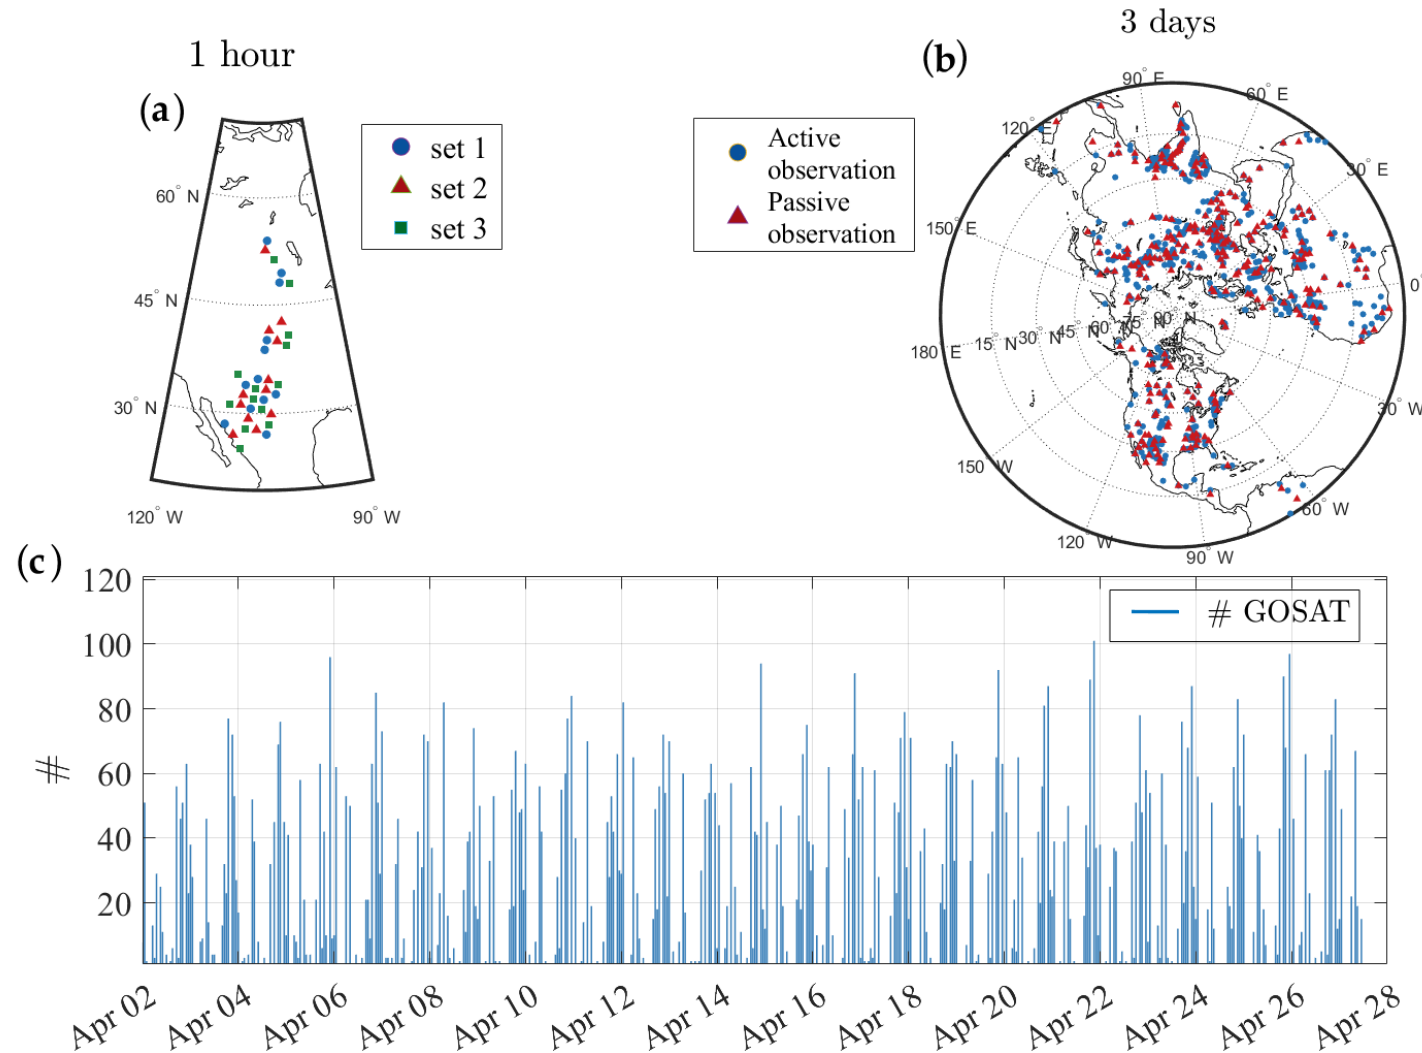 1 hour
3 days
(a)
(b)
set 1
set 2
set 3
60° N
45° N
30° N
120° W
90° W
Active
observation
Passive
observation
90° E
60° E
120° E
30° E
150° E
0°
180° E
15° N
30° N
45° N
60° N
75° N
90° N
30° W
150° W
60° W
120° W
90° W
(c)
120
100
80
60
40
20
#
# GOSAT
Apr 02
Apr 04
Apr 06
Apr 08
Apr 10
Apr 12
Apr 14
Apr 16
Apr 18
Apr 20
Apr 22
Apr 24
Apr 26
Apr 28